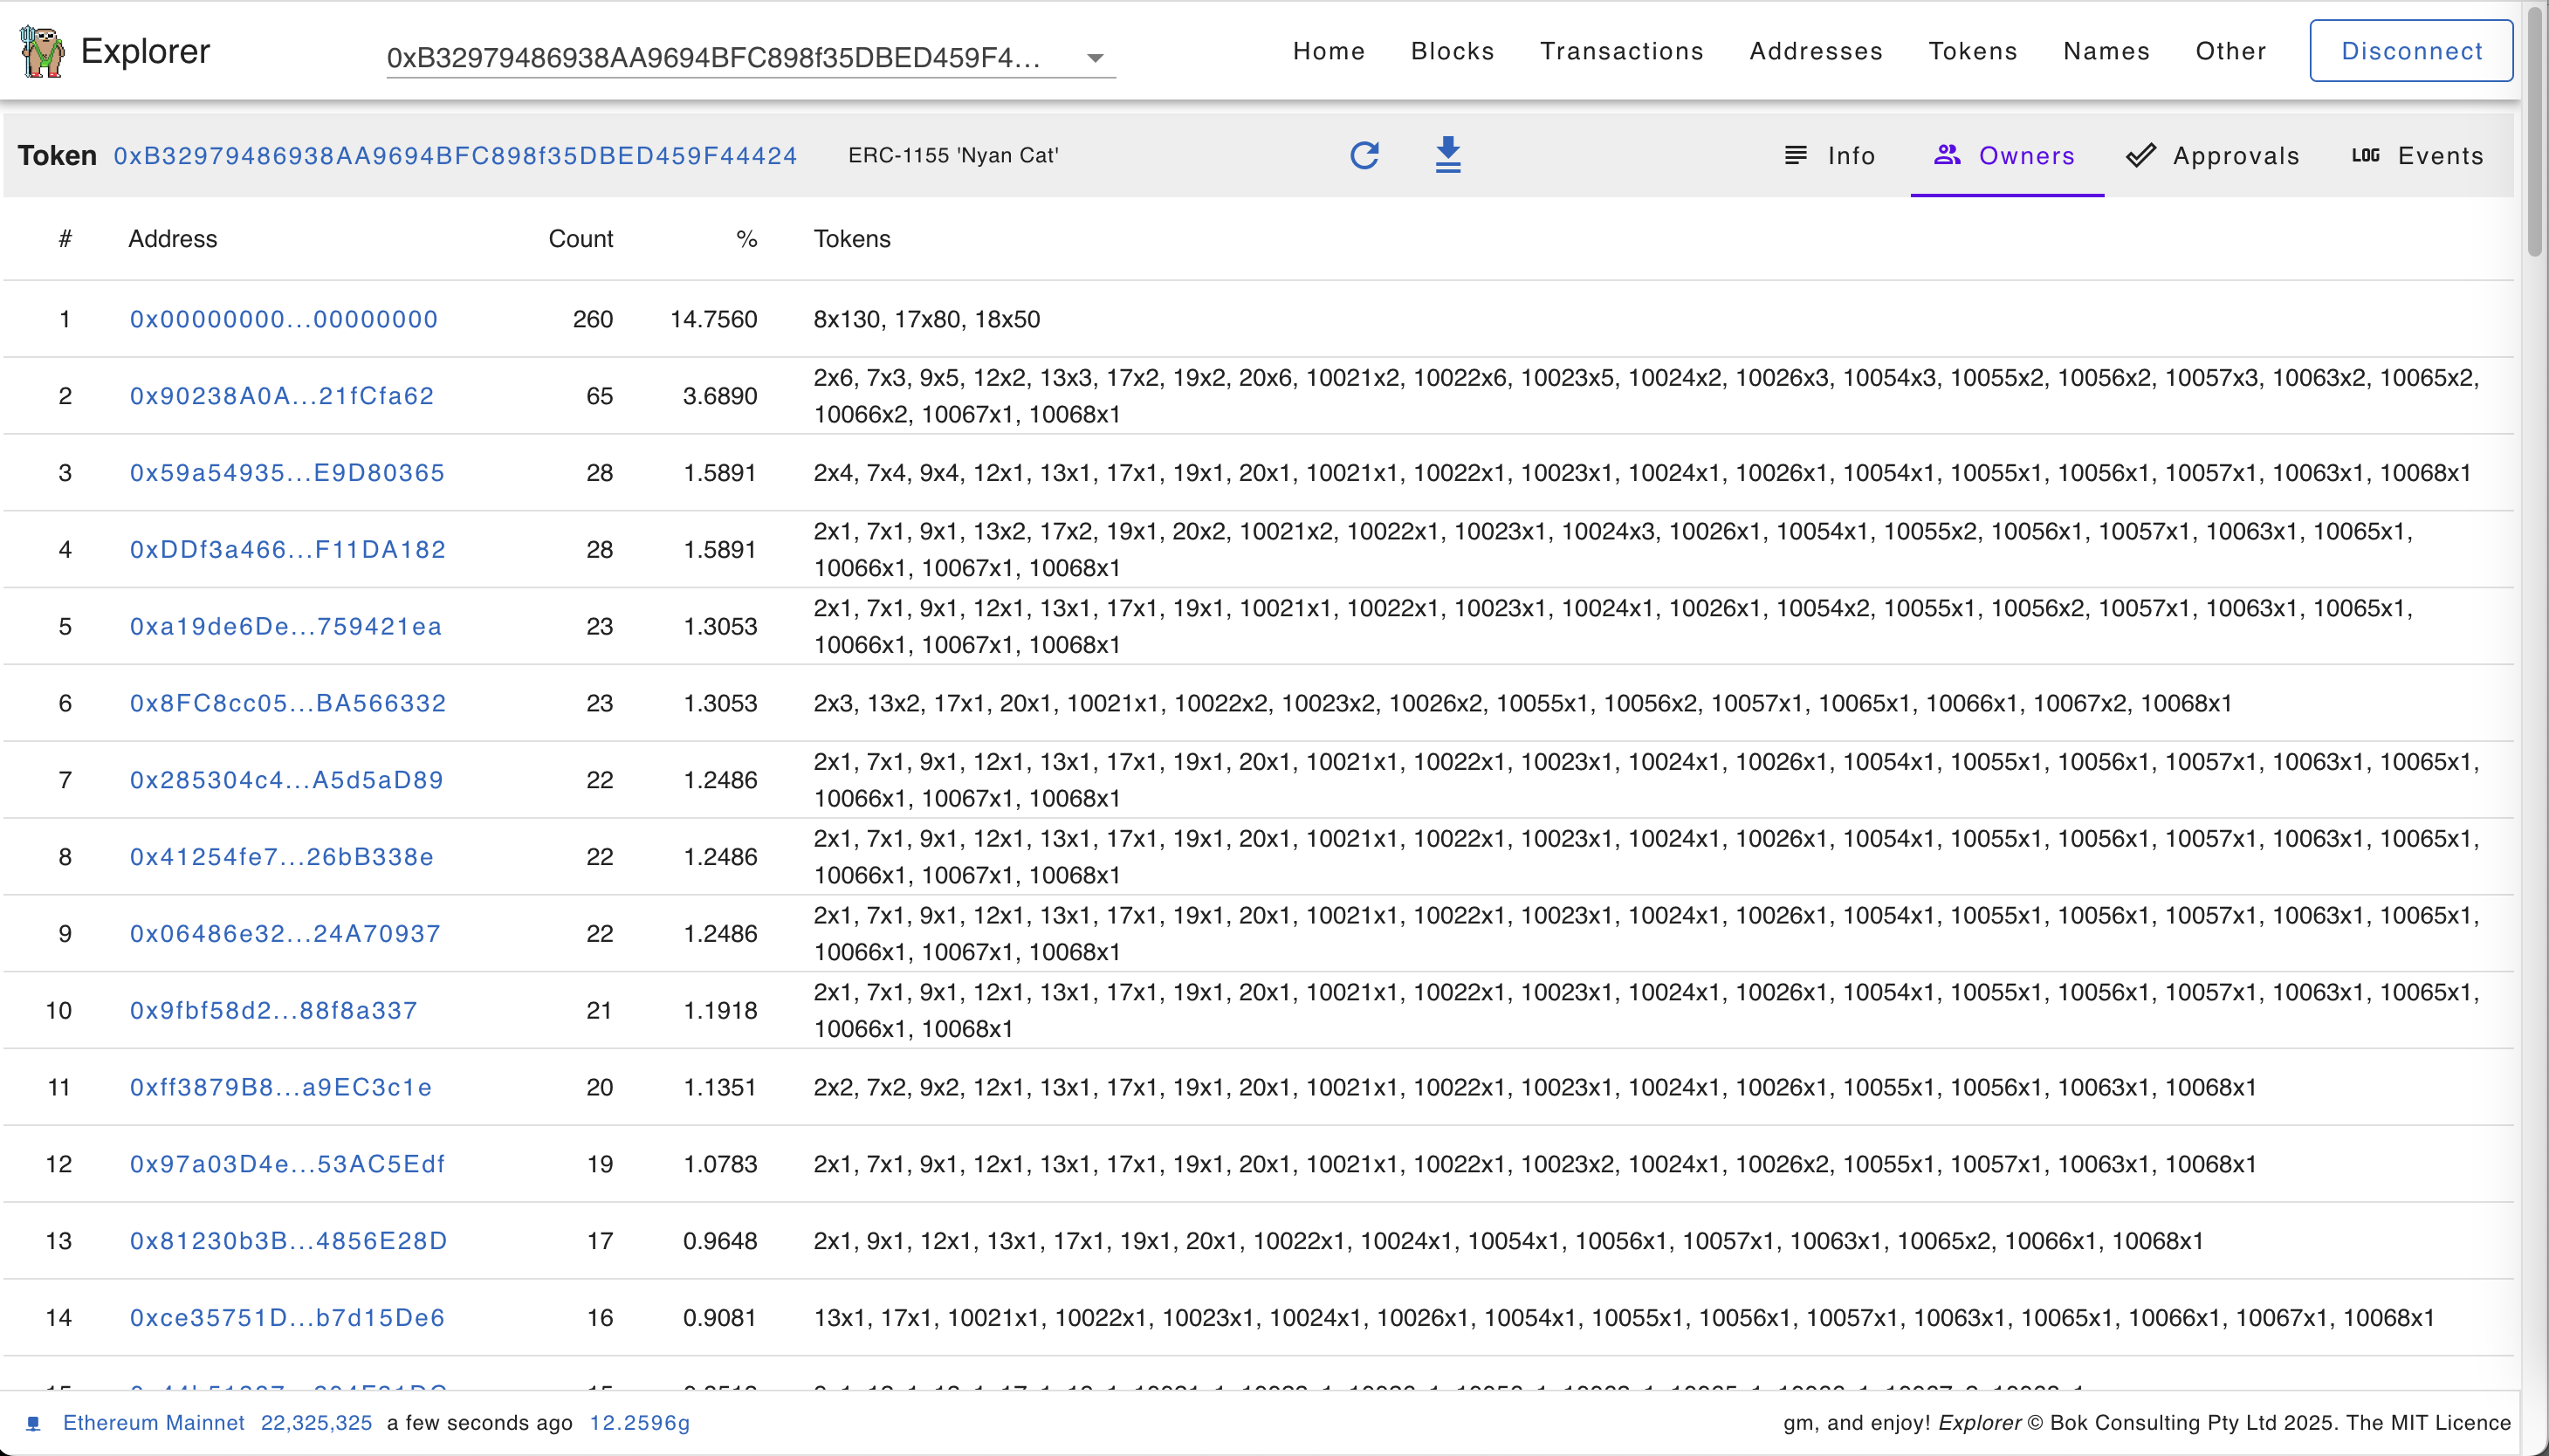 Explorer
0xB32979486938AA9694BFC898f35DBED459F4...
Home Blocks Transactions Addresses Tokens Names Other Disconnect
Token 0xB32979486938AA9694BFC898f35DBED459F44424 ERC-1155 'Nyan Cat' Info Owners Approvals LOG Events
# Address Count % Tokens
1 0x00000000...00000000 260 14.7560 8x130, 17x80, 18x50
2 0x90238A0A...21fCfa62 65 3.6890 2x6, 7x3, 9x5, 12x2, 13x3, 17x2, 19x2, 20x6, 10021x2, 10022x6, 10023x5, 10024x2, 10026x3, 10054x3, 10055x2, 10056x2, 10057x3, 10063x2, 10065x2,
10066x2, 10067x1, 10068x1
3 0x59a54935...E9D80365 28 1.5891 2x4, 7x4, 9x4, 12x1, 13x1, 17x1, 19x1, 20x1, 10021x1, 10022x1, 10023x1, 10024x1, 10026x1, 10054x1, 10055x1, 10056x1, 10057x1, 10063x1, 10068x1
4 0xDDf3a466...F11DA182 28 1.5891 2x1, 7x1, 9x1, 13x2, 17x2, 19x1, 20x2, 10021x2, 10022x1, 10023x1, 10024x3, 10026x1, 10054x1, 10055x2, 10056x1, 10057x1, 10063x1, 10065x1,
10066x1, 10067x1, 10068x1
5 0xa19de6De...759421ea 23 1.3053 2x1, 7x1, 9x1, 12x1, 13x1, 17x1, 19x1, 10021x1, 10022x1, 10023x1, 10024x1, 10026x1, 10054x2, 10055x1, 10056x2, 10057x1, 10063x1, 10065x1,
10066x1, 10067x1, 10068x1
6 0x8FC8cc05...BA566332 23 1.3053 2x3, 13x2, 17x1, 20x1, 10021x1, 10022x2, 10023x2, 10026x2, 10055x1, 10056x2, 10057x1, 10065x1, 10066x1, 10067x2, 10068x1
7 0x285304c4...A5d5aD89 22 1.2486 2x1, 7x1, 9x1, 12x1, 13x1, 17x1, 19x1, 20x1, 10021x1, 10022x1, 10023x1, 10024x1, 10026x1, 10054x1, 10055x1, 10056x1, 10057x1, 10063x1, 10065x1,
10066x1, 10067x1, 10068x1
8 0x41254fe7...26bB338e 22 1.2486 2x1, 7x1, 9x1, 12x1, 13x1, 17x1, 19x1, 20x1, 10021x1, 10022x1, 10023x1, 10024x1, 10026x1, 10054x1, 10055x1, 10056x1, 10057x1, 10063x1, 10065x1,
10066x1, 10067x1, 10068x1
9 0x06486e32...24A70937 22 1.2486 2x1, 7x1, 9x1, 12x1, 13x1, 17x1, 19x1, 20x1, 10021x1, 10022x1, 10023x1, 10024x1, 10026x1, 10054x1, 10055x1, 10056x1, 10057x1, 10063x1, 10065x1,
10066x1, 10067x1, 10068x1
10 0x9fbf58d2...88f8a337 21 1.1918 2x1, 7x1, 9x1, 12x1, 13x1, 17x1, 19x1, 20x1, 10021x1, 10022x1, 10023x1, 10024x1, 10026x1, 10054x1, 10055x1, 10056x1, 10057x1, 10063x1, 10065x1,
10066x1, 10068x1
11 0xff3879B8...a9EC3c1e 20 1.1351 2x2, 7x2, 9x2, 12x1, 13x1, 17x1, 19x1, 20x1, 10021x1, 10022x1, 10023x1, 10024x1, 10026x1, 10055x1, 10056x1, 10063x1, 10068x1
12 0x97a03D4e...53AC5Edf 19 1.0783 2x1, 7x1, 9x1, 12x1, 13x1, 17x1, 19x1, 20x1, 10021x1, 10022x1, 10023x2, 10024x1, 10026x2, 10055x1, 10057x1, 10063x1, 10068x1
13 0x81230b3B...4856E28D 17 0.9648 2x1, 9x1, 12x1, 13x1, 17x1, 19x1, 20x1, 10022x1, 10024x1, 10054x1, 10056x1, 10057x1, 10063x1, 10065x2, 10066x1, 10068x1
14 0xce35751D...b7d15De6 16 0.9081 13x1, 17x1, 10021x1, 10022x1, 10023x1, 10024x1, 10026x1, 10054x1, 10055x1, 10056x1, 10057x1, 10063x1, 10065x1, 10066x1, 10067x1, 10068x1
Ethereum Mainnet 22,325,325 a few seconds ago 12.2596g gm, and enjoy! Explorer © Bok Consulting Pty Ltd 2025. The MIT Licence